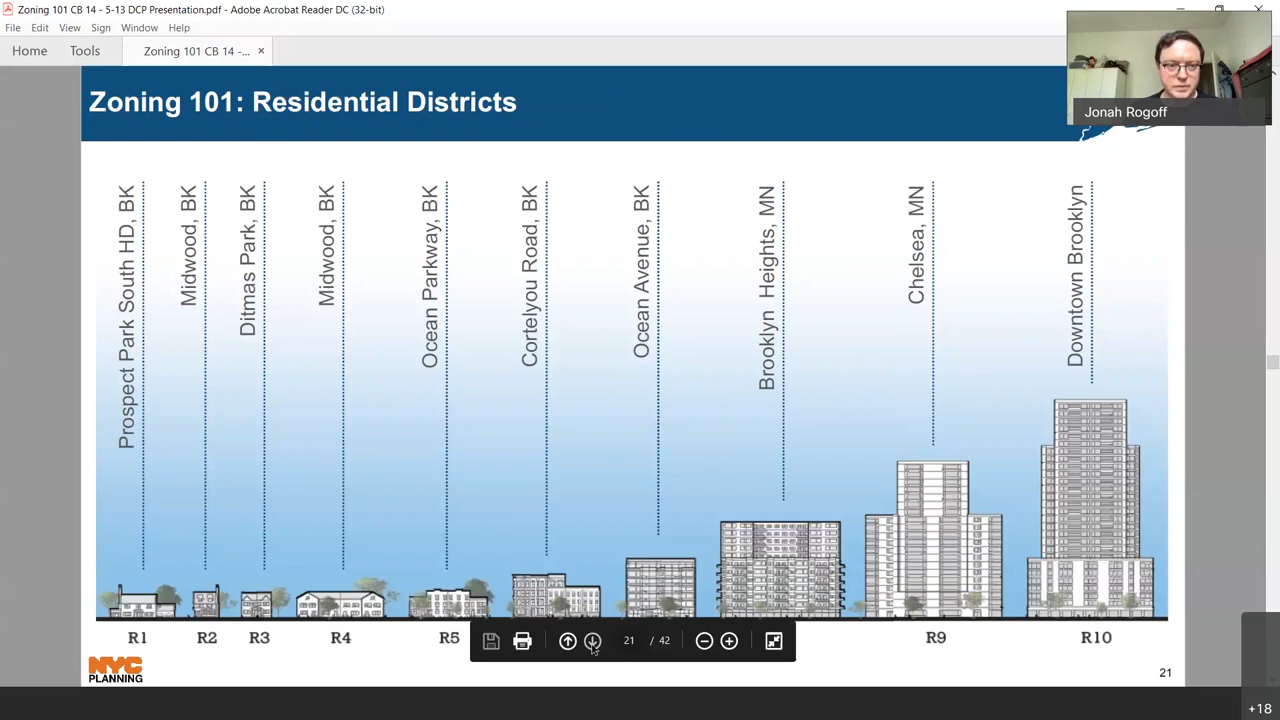 Zoning 101 CB 14 - 5-13 DCP Presentation.pdf - Adobe Acrobat Reader DC (32-bit)
File Edit View Sign Window Help
Home Tools Zoning 101 CB 14 -... ×
Jonah Rogoff
Zoning 101: Residential Districts
Prospect Park South HD, BK
Midwood, BK
Ditmas Park, BK
Midwood, BK
Ocean Parkway, BK
Cortelyou Road, BK
Ocean Avenue, BK
Brooklyn Heights, MN
Chelsea, MN
Downtown Brooklyn
R1 R2 R3 R4 R5 R9 R10
21 / 42
NYC
PLANNING
21
+18